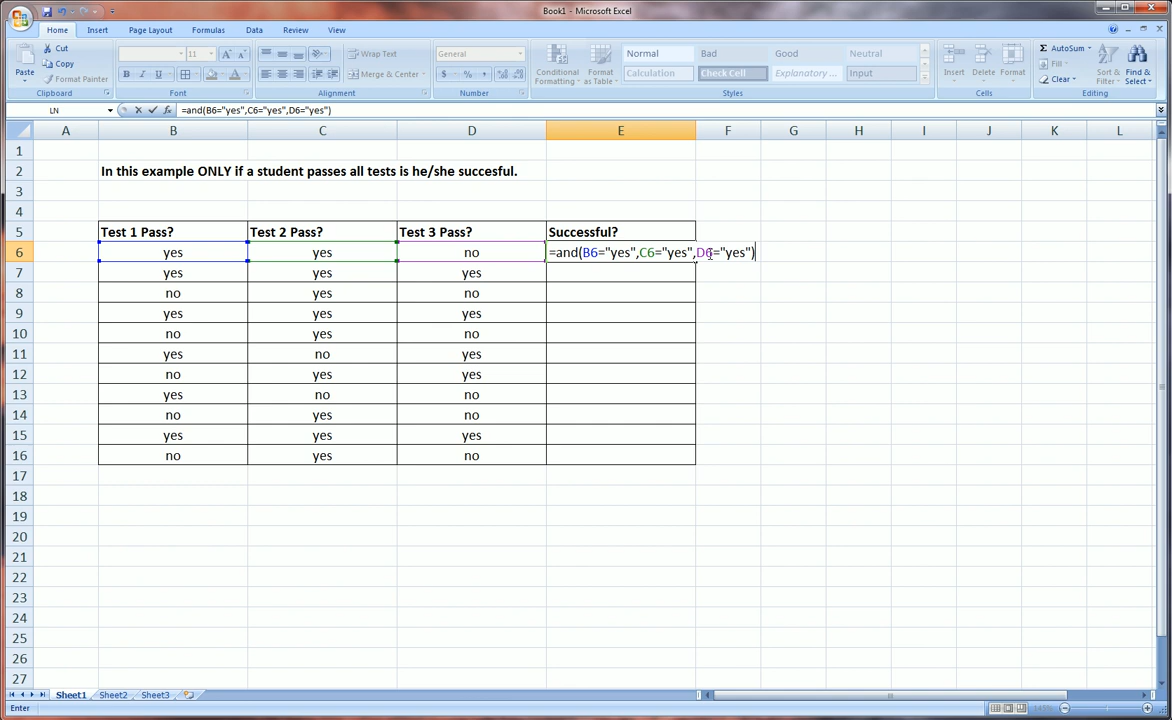 Book1 - Microsoft Excel
Home Insert Page Layout Formulas Data Review View
Paste
Cut
Copy
Format Painter
Clipboard
11
B I U
Font
Wrap Text
Merge & Center
Alignment
General
$ % ,
Number
Conditional Formatting
Format as Table
Normal Bad Good Neutral
Calculation Check Cell Explanatory ... Input
Styles
Insert Delete Format
Cells
AutoSum
Fill
Clear
Sort & Filter
Find & Select
Editing
LN
fx
=and(B6="yes",C6="yes",D6="yes")
A B C D E F G H I J K L
1
2 In this example ONLY if a student passes all tests is he/she succesful.
3
4
5 Test 1 Pass? Test 2 Pass? Test 3 Pass? Successful?
6 yes yes no =and(B6="yes",C6="yes",D6="yes")
7 yes yes yes
8 no yes no
9 yes yes yes
10 no yes no
11 yes no yes
12 no yes yes
13 yes no no
14 no yes no
15 yes yes yes
16 no yes no
17
18
19
20
21
22
23
24
25
26
27
Sheet1 Sheet2 Sheet3
Enter